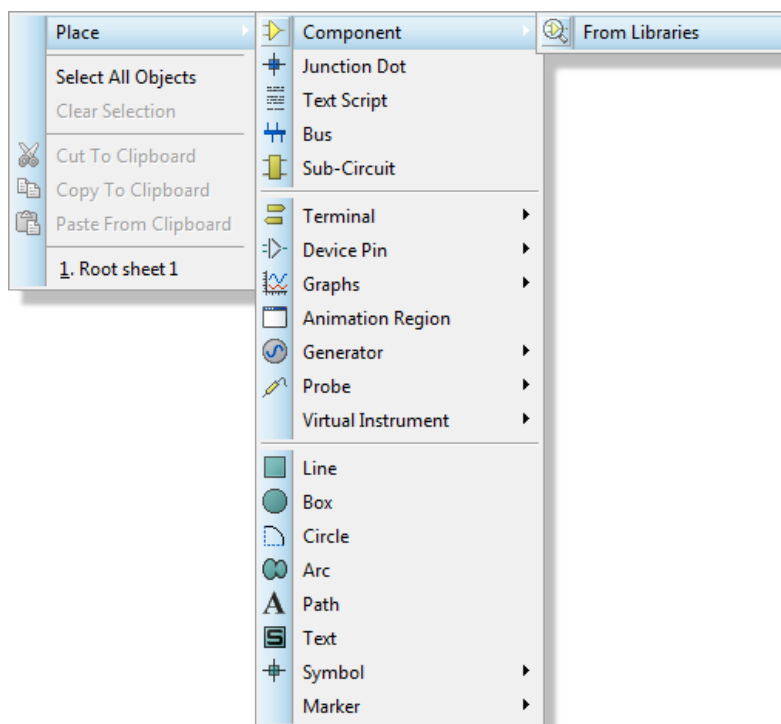 Place
Select All Objects
Clear Selection
Cut To Clipboard
Copy To Clipboard
Paste From Clipboard
1. Root sheet 1
Component
Junction Dot
Text Script
Bus
Sub-Circuit
Terminal
Device Pin
Graphs
Animation Region
Generator
Probe
Virtual Instrument
Line
Box
Circle
Arc
Path
Text
Symbol
Marker
From Libraries